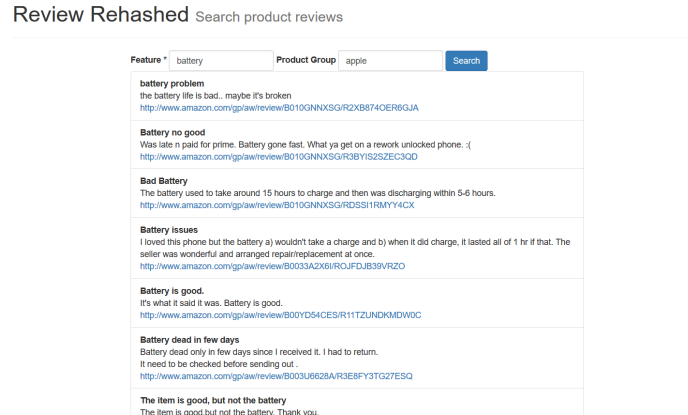 Review Rehashed Search product reviews
Feature * battery Product Group apple Search
battery problem
the battery life is bad.. maybe it's broken
http://www.amazon.com/gp/aw/review/B010GNNXSG/R2XB874OER6GJA
Battery no good
Was late n paid for prime. Battery gone fast. What ya get on a rework unlocked phone. :(
http://www.amazon.com/gp/aw/review/B010GNNXSG/R3BYIS2SZEC3QD
Bad Battery
The battery used to take around 15 hours to charge and then was discharging within 5-6 hours.
http://www.amazon.com/gp/aw/review/B010GNNXSG/RDSSI1RMYY4CX
Battery issues
I loved this phone but the battery a) wouldn't take a charge and b) when it did charge, it lasted all of 1 hr if that. The
seller was wonderful and arranged repair/replacement at once.
http://www.amazon.com/gp/aw/review/B0033A2X6I/ROJFDJB39VRZO
Battery is good.
It's what it said it was. Battery is good.
http://www.amazon.com/gp/aw/review/B00YD54CES/R11TZUNDKMDW0C
Battery dead in few days
Battery dead only in few days since I received it. I had to return.
It need to be checked before sending out .
http://www.amazon.com/gp/aw/review/B003U6628A/R3E8FY3TG27ESQ
The item is good, but not the battery
The item is good,but not the battery. Thank you.